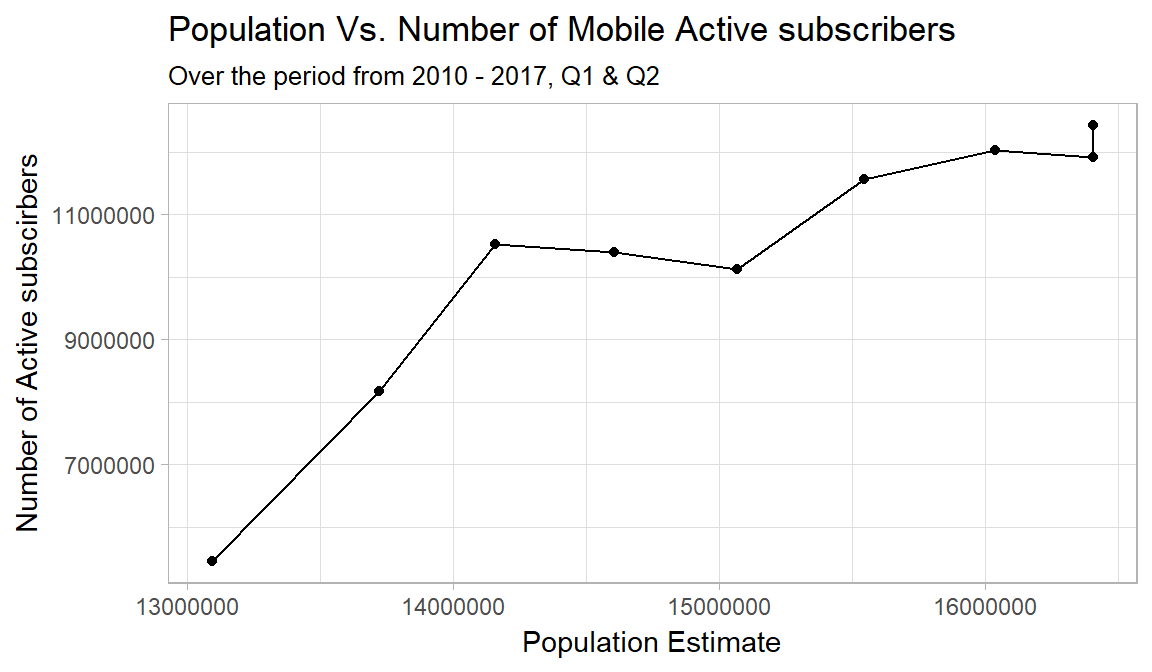 Population Vs. Number of Mobile Active subscribers
Over the period from 2010 - 2017, Q1 & Q2
Number of Active subscirbers
11000000
9000000
7000000
13000000
14000000
15000000
16000000
Population Estimate